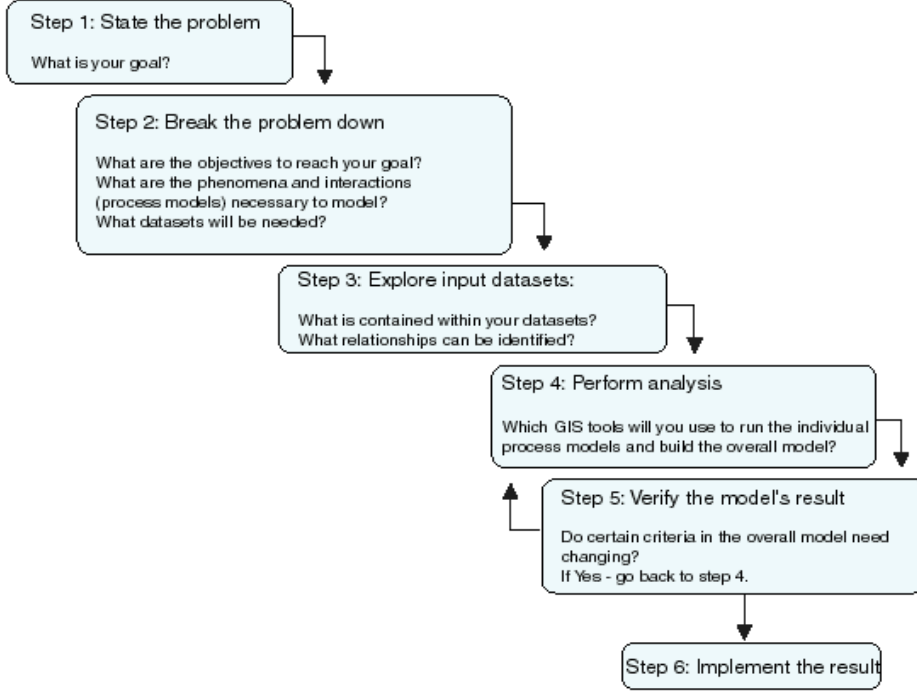 Step 1: State the problem
What is your goal?
Step 2: Break the problem down
What are the objectives to reach your goal?
What are the phenomena and interactions
(process models) necessary to model?
What datasets will be needed?
Step 3: Explore input datasets:
What is contained within your datasets?
What relationships can be identified?
Step 4: Perform analysis
Which GIS tools will you use to run the individual
process models and build the overall model?
Step 5: Verify the model's result
Do certain criteria in the overall model need
changing?
If Yes - go back to step 4.
Step 6: Implement the result